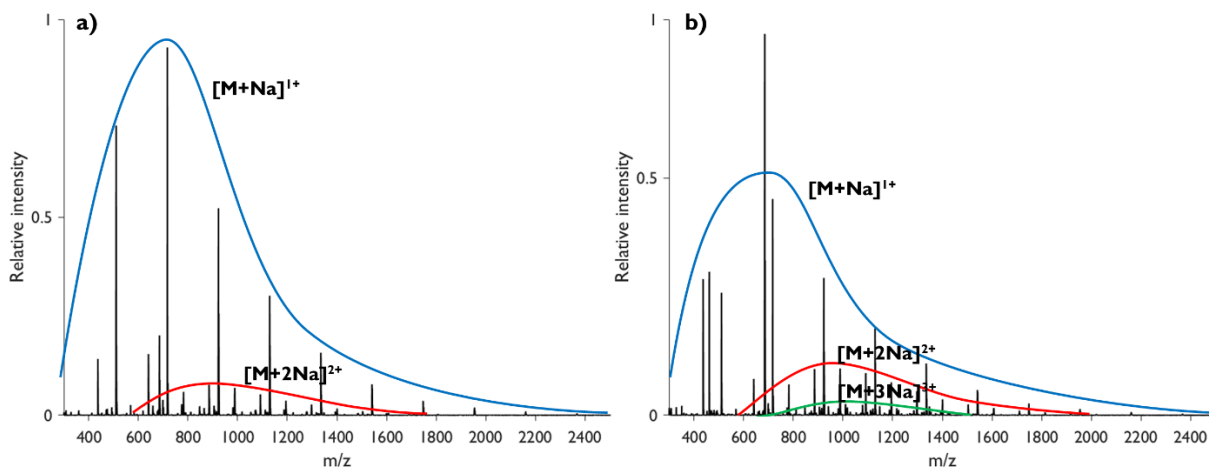 a)
1
[M+Na]¹⁺
0.5
[M+2Na]²⁺
0
Relative intensity
400 600 800 1000 1200 1400 1600 1800 2000 2200 2400
m/z
b)
1
[M+Na]¹⁺
0.5
[M+2Na]²⁺
[M+3Na]³⁺
0
Relative intensity
400 600 800 1000 1200 1400 1600 1800 2000 2200 2400
m/z